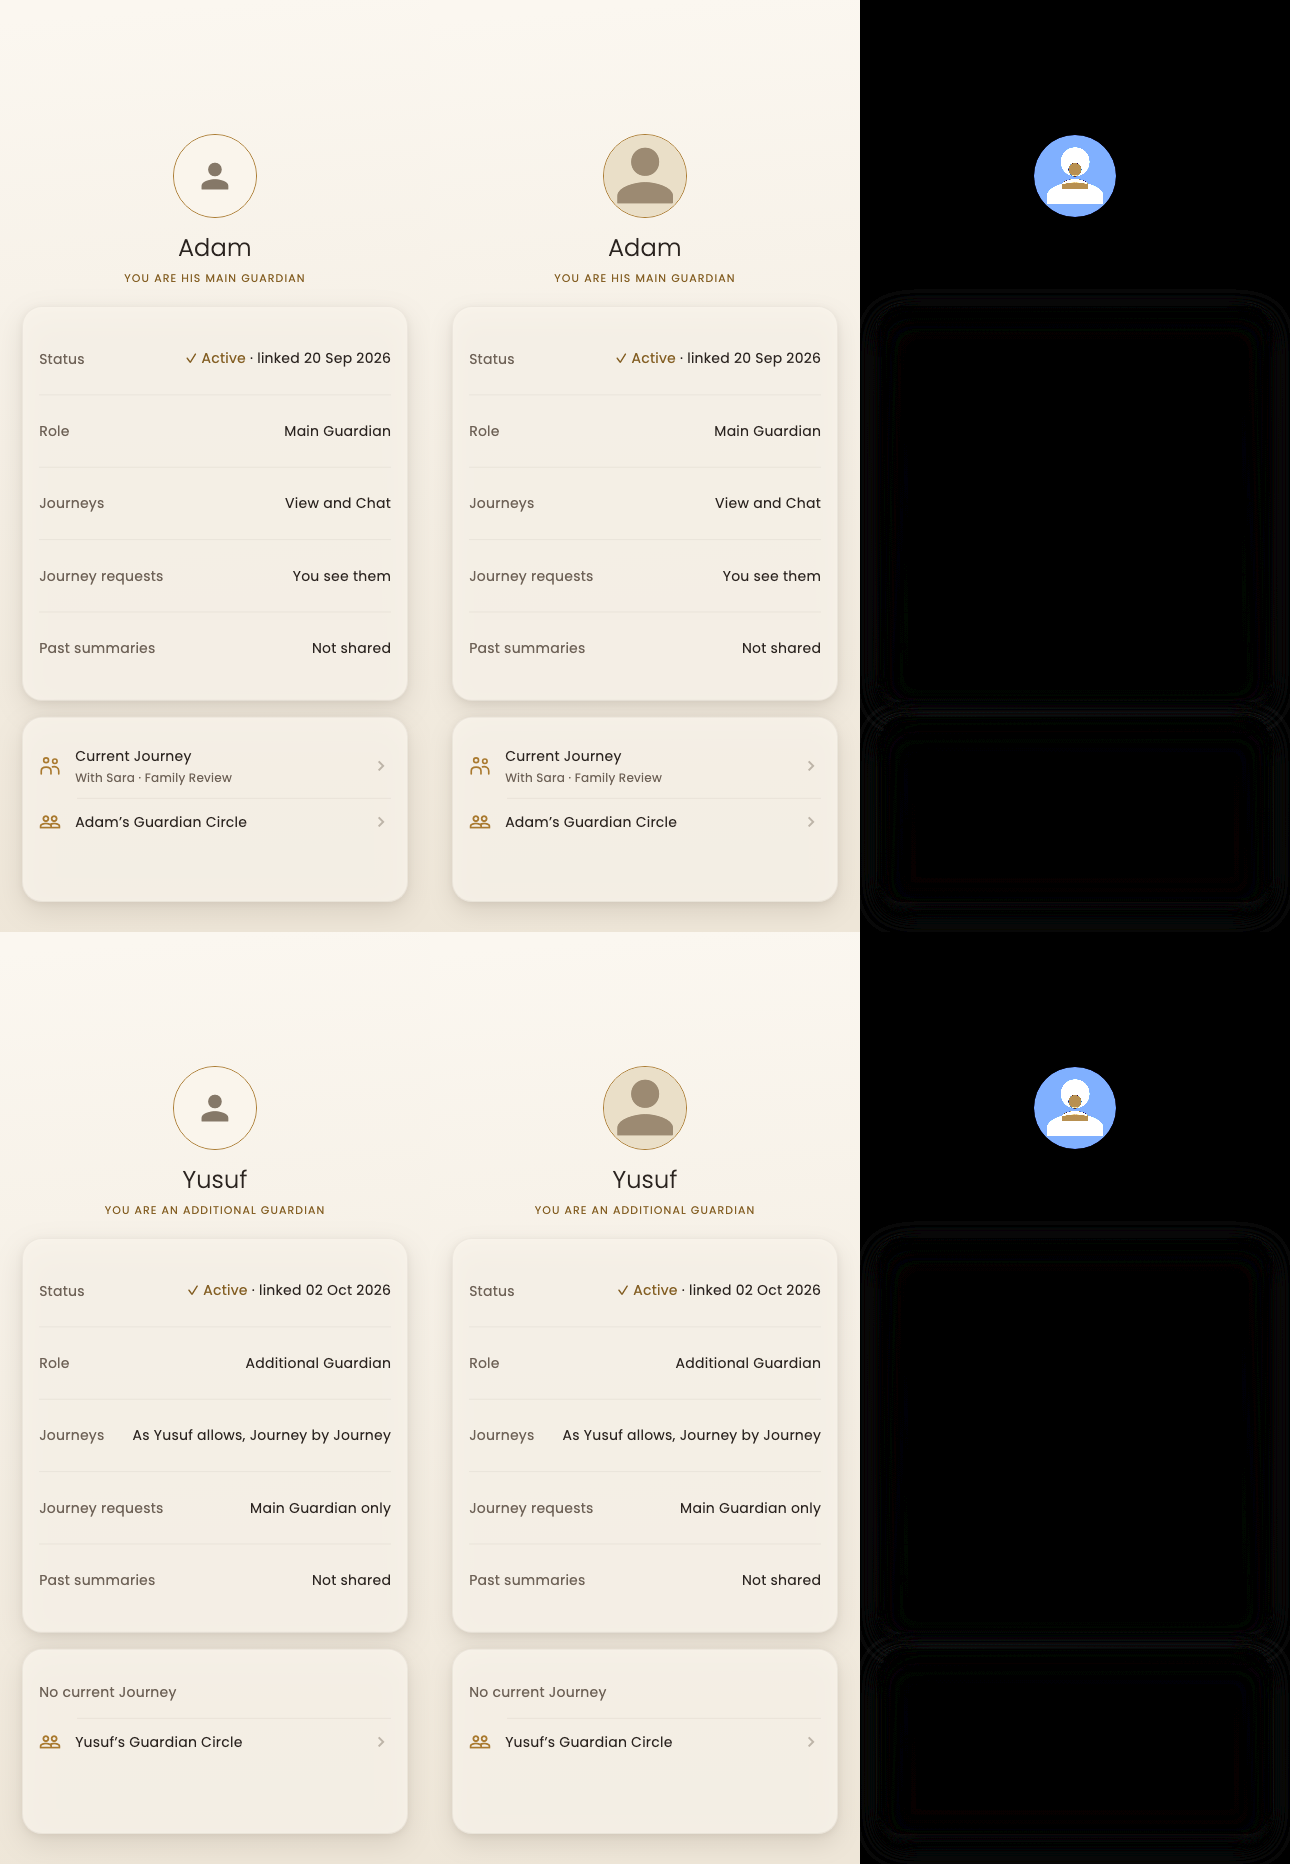 Adam
YOU ARE HIS MAIN GUARDIAN
Status ✓ Active · linked 20 Sep 2026
Role Main Guardian
Journeys View and Chat
Journey requests You see them
Past summaries Not shared
Current Journey
With Sara · Family Review
Adam’s Guardian Circle
Adam
YOU ARE HIS MAIN GUARDIAN
Status ✓ Active · linked 20 Sep 2026
Role Main Guardian
Journeys View and Chat
Journey requests You see them
Past summaries Not shared
Current Journey
With Sara · Family Review
Adam’s Guardian Circle
Yusuf
YOU ARE AN ADDITIONAL GUARDIAN
Status ✓ Active · linked 02 Oct 2026
Role Additional Guardian
Journeys As Yusuf allows, Journey by Journey
Journey requests Main Guardian only
Past summaries Not shared
No current Journey
Yusuf’s Guardian Circle
Yusuf
YOU ARE AN ADDITIONAL GUARDIAN
Status ✓ Active · linked 02 Oct 2026
Role Additional Guardian
Journeys As Yusuf allows, Journey by Journey
Journey requests Main Guardian only
Past summaries Not shared
No current Journey
Yusuf’s Guardian Circle